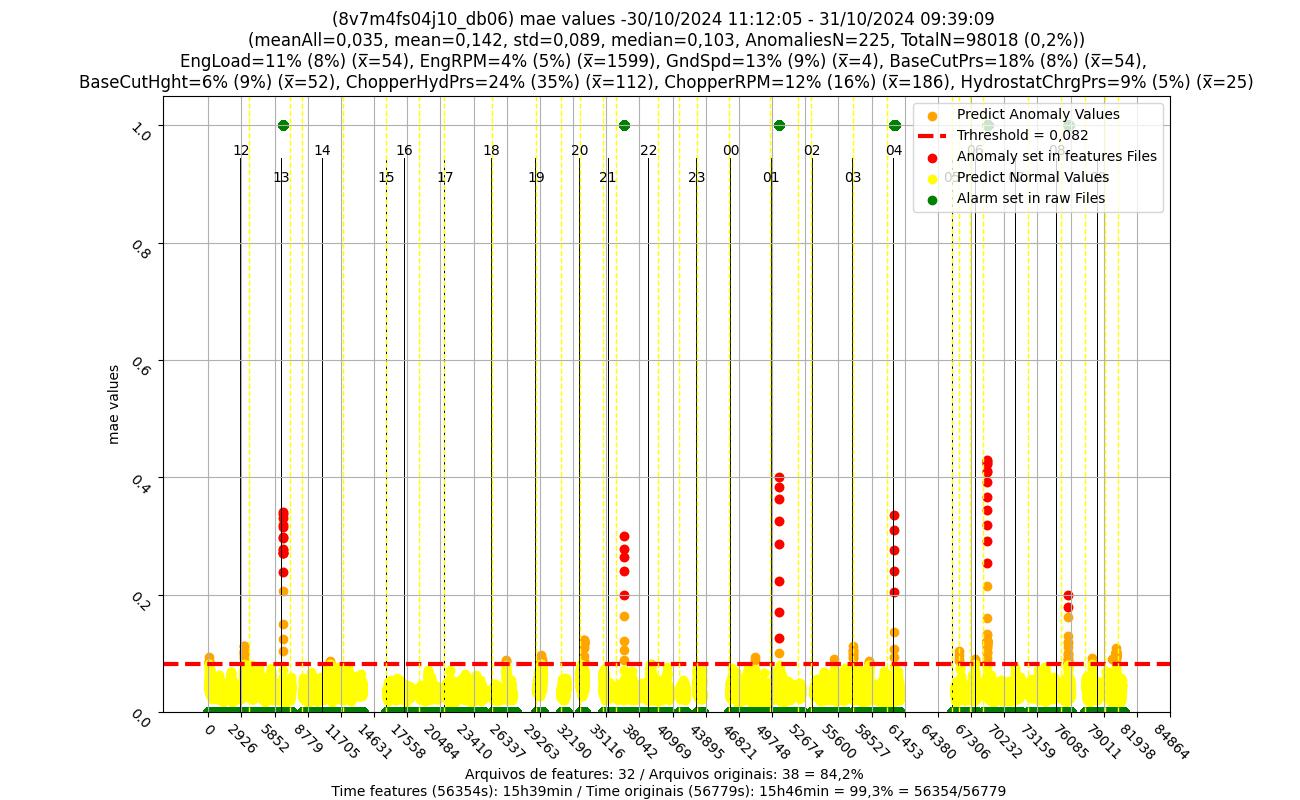 (8v7m4fs04j10_db06) mae values -30/10/2024 11:12:05 - 31/10/2024 09:39:09
(meanAll=0,035, mean=0,142, std=0,089, median=0,103, AnomaliesN=225, TotalN=98018 (0,2%))
EngLoad=11% (8%) (x̅=54), EngRPM=4% (5%) (x̅=1599), GndSpd=13% (9%) (x̅=4), BaseCutPrs=18% (8%) (x̅=54),
BaseCutHght=6% (9%) (x̅=52), ChopperHydPrs=24% (35%) (x̅=112), ChopperRPM=12% (16%) (x̅=186), HydrostatChrgPrs=9% (5%) (x̅=25)
Predict Anomaly Values
Trhreshold = 0,082
Anomaly set in features Files
Predict Normal Values
Alarm set in raw Files
12 14 16 18 20 22 00 02 04 06 08
13 15 17 19 21 23 01 03 05
1.0
0.8
0.6
0.4
0.2
0.0
mae values
0 2926 5852 8779 11705 14631 17558 20484 23410 26337 29263 32190 35116 38042 40969 43895 46821 49748 52674 55600 58527 61453 64380 67306 70232 73159 76085 79011 81938 84864
Arquivos de features: 32 / Arquivos originais: 38 = 84,2%
Time features (56354s): 15h39min / Time originais (56779s): 15h46min = 99,3% = 56354/56779